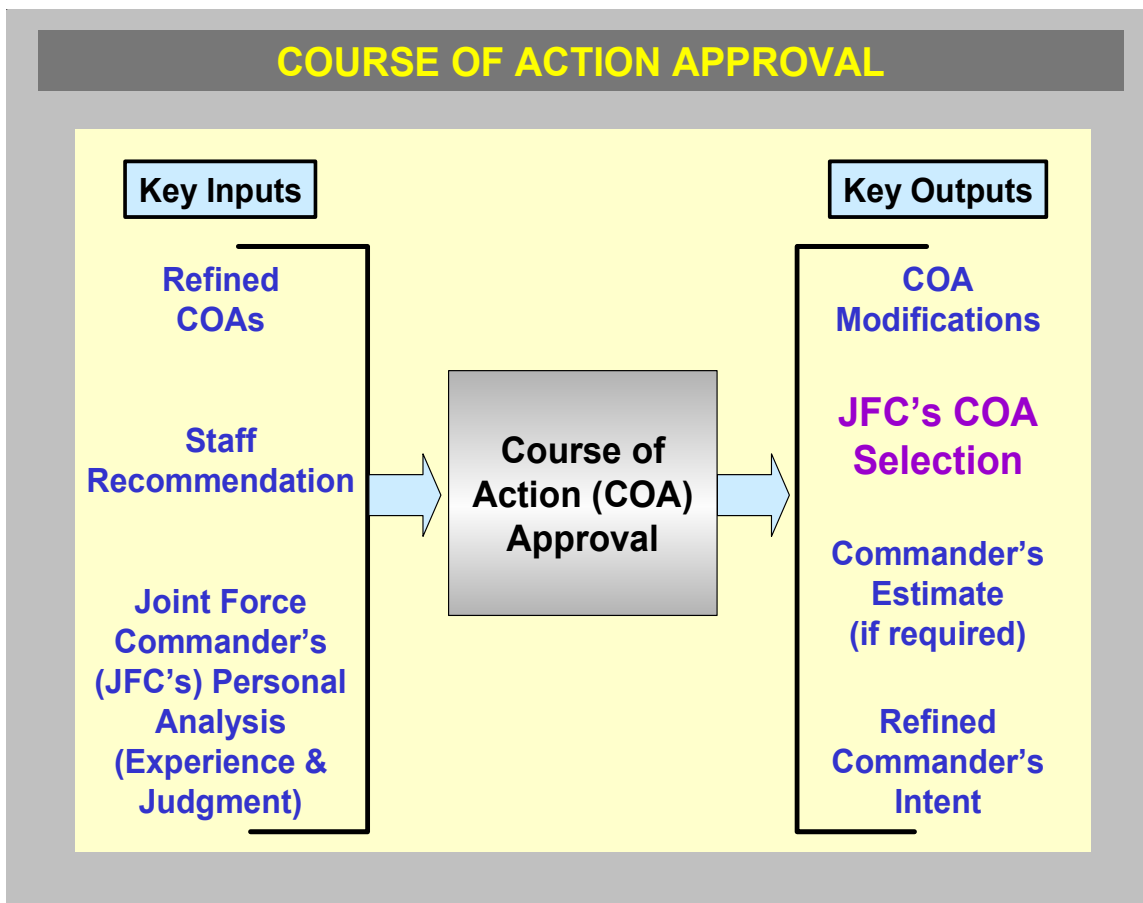 COURSE OF ACTION APPROVAL
Key Inputs
Refined
COAs
Staff
Recommendation
Joint Force
Commander’s
(JFC’s) Personal
Analysis
(Experience &
Judgment)
Course of
Action (COA)
Approval
Key Outputs
COA
Modifications
JFC’s COA
Selection
Commander’s
Estimate
(if required)
Refined
Commander’s
Intent